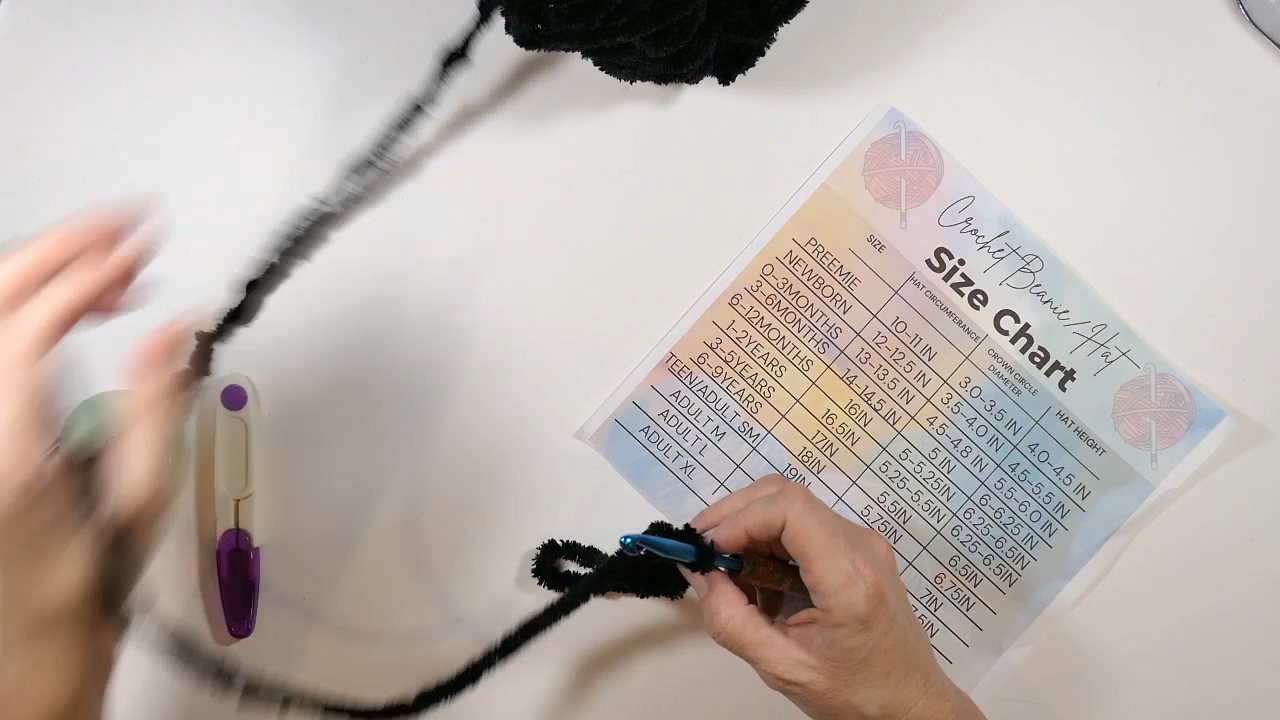 Crochet Beanie/Hat
Size Chart
SIZE HAT CIRCUMFERANCE CROWN CIRCLE DIAMETER HAT HEIGHT
PREEMIE 10-11IN 3.0-3.5 IN 4.0-4.5 IN
NEWBORN 12-12.5 IN 3.5-4.0 IN 4.5-5.5 IN
0-3MONTHS 13-13.5 IN 4.5-4.8 IN 5.5-6.0 IN
3-6MONTHS 14-14.5 IN 5 IN 6-6.25 IN
6-12MONTHS 16IN 5-5.25IN 6.25-6.5IN
1-2YEARS 16.5IN 5.25-5.5IN 6.25-6.5IN
3-5YEARS 17IN 5.5IN 6.5IN
6-9YEARS 18IN 5.75IN 6.75IN
TEEN/ADULT SM 19IN 7IN
ADULT M
ADULT L
ADULT XL